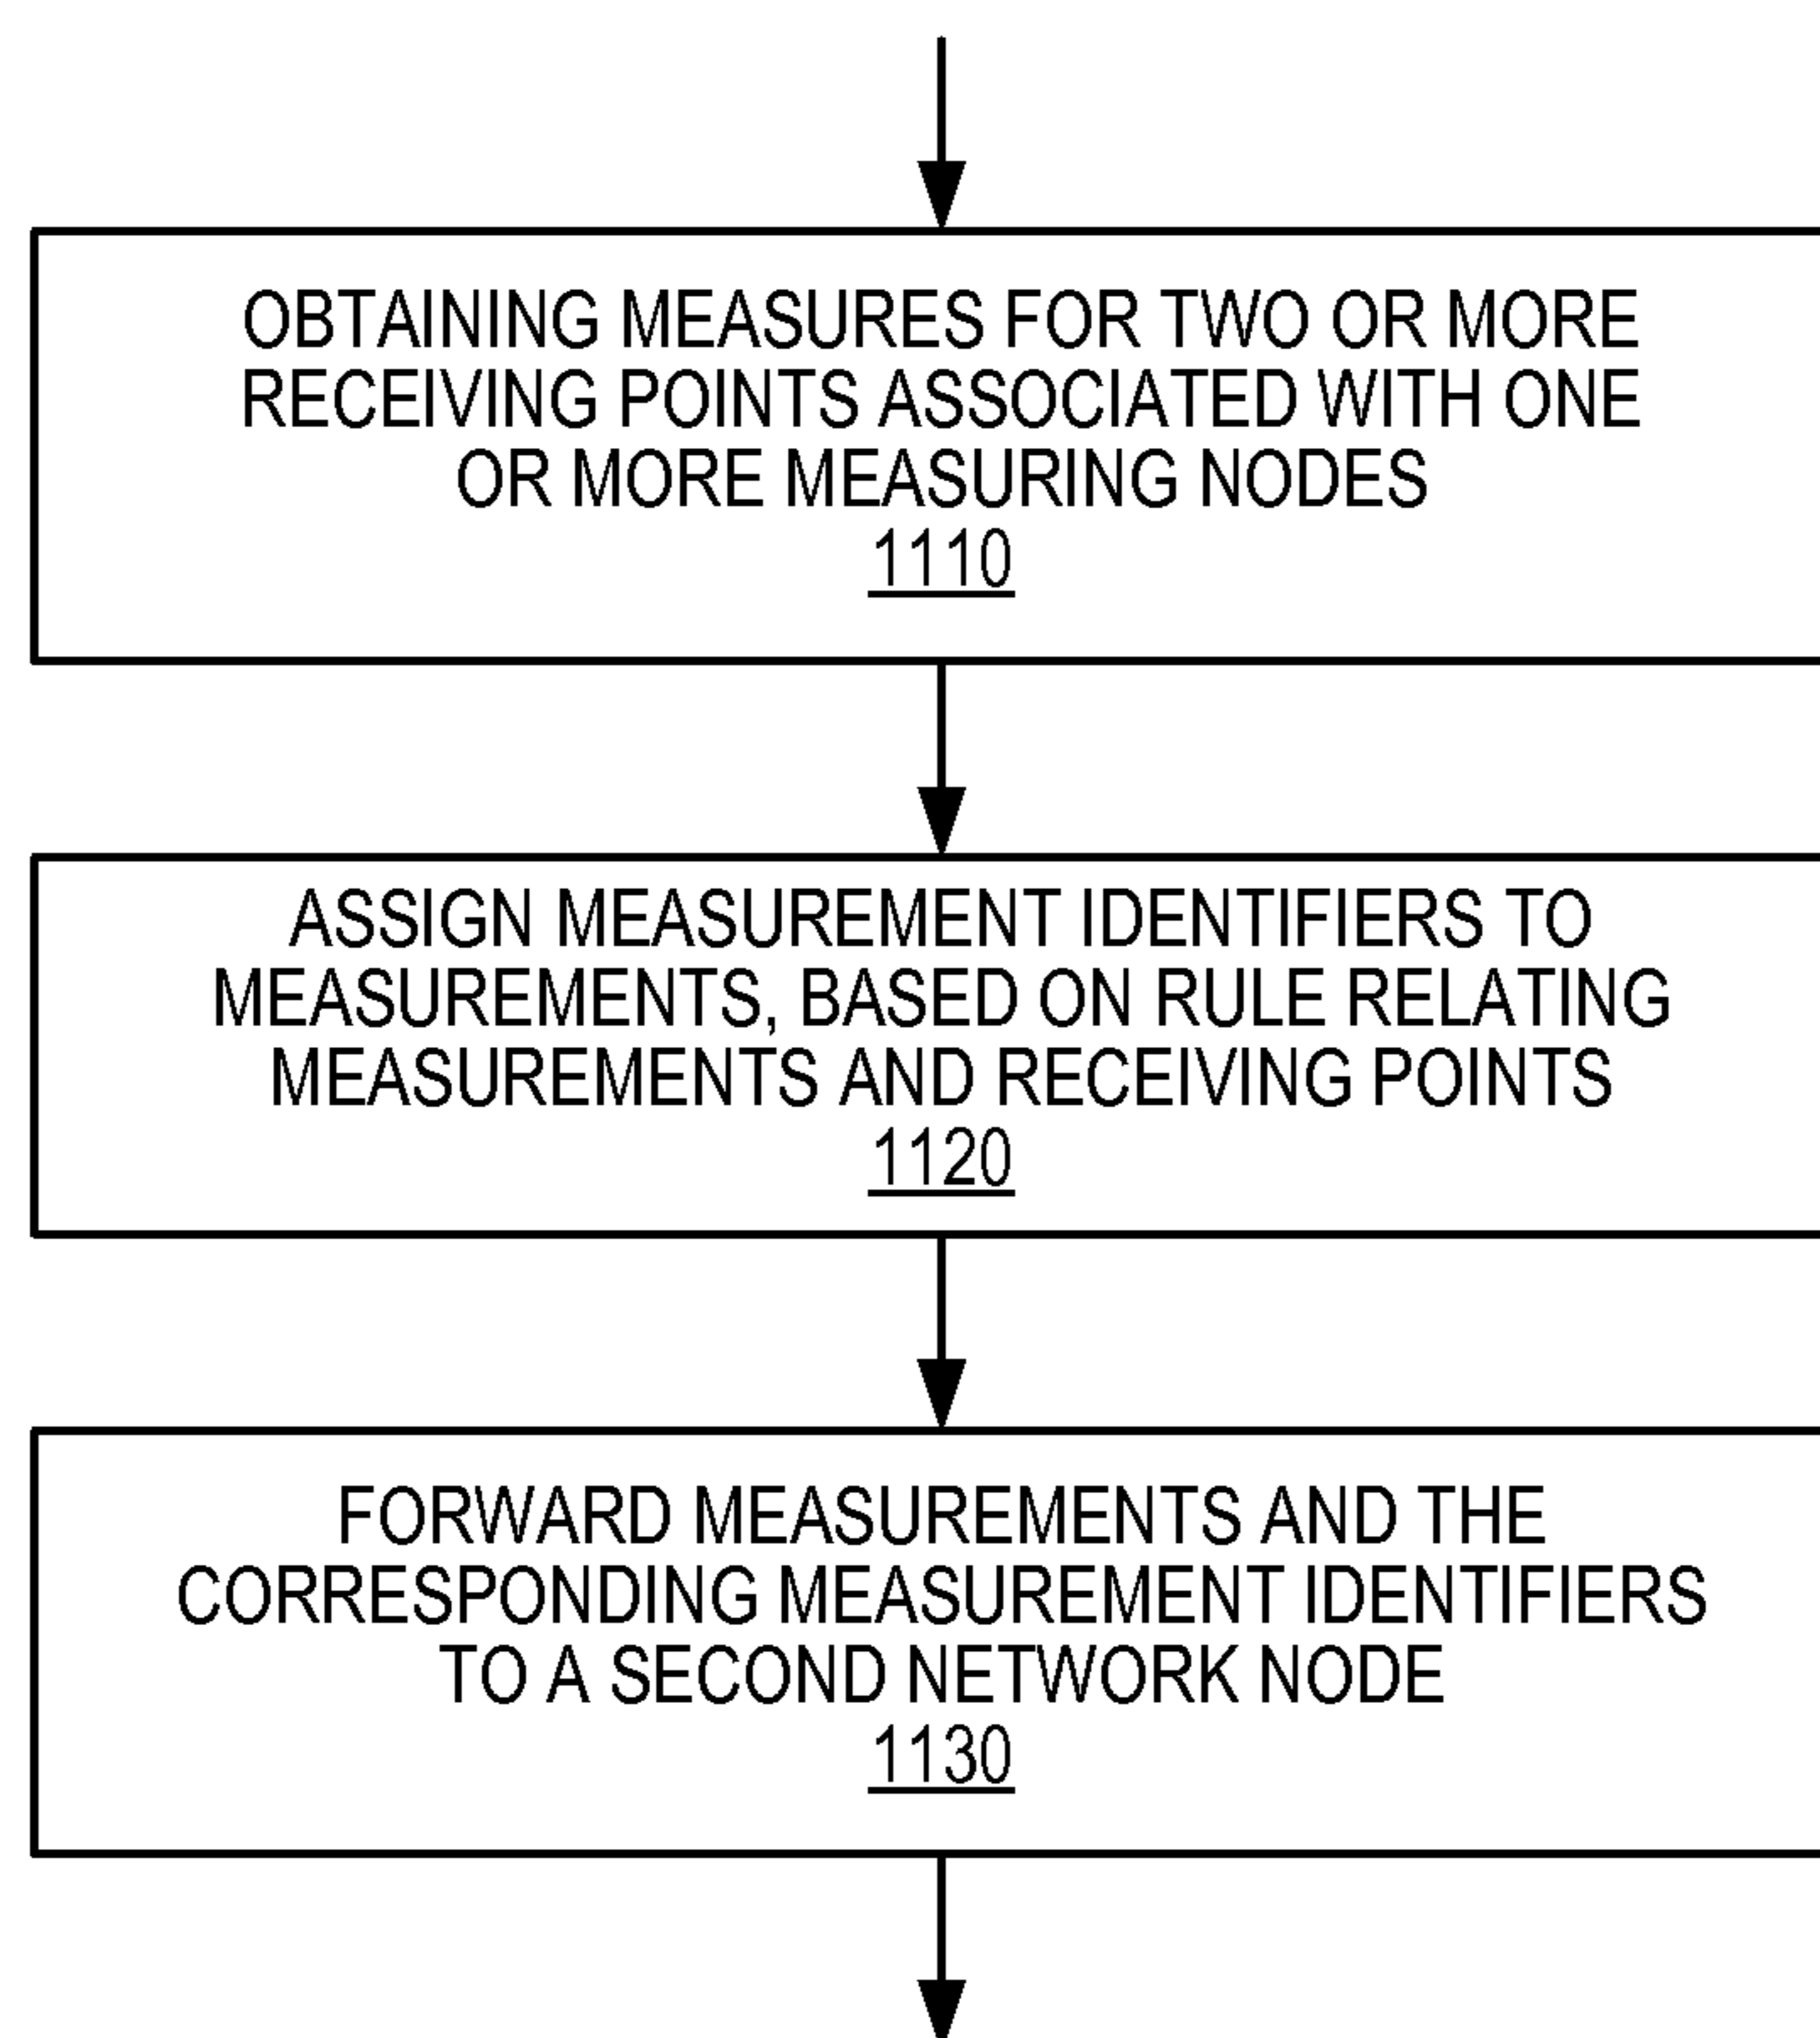 OBTAINING MEASURES FOR TWO OR MORE
RECEIVING POINTS ASSOCIATED WITH ONE
OR MORE MEASURING NODES
1110
ASSIGN MEASUREMENT IDENTIFIERS TO
MEASUREMENTS, BASED ON RULE RELATING
MEASUREMENTS AND RECEIVING POINTS
1120
FORWARD MEASUREMENTS AND THE
CORRESPONDING MEASUREMENT IDENTIFIERS
TO A SECOND NETWORK NODE
1130